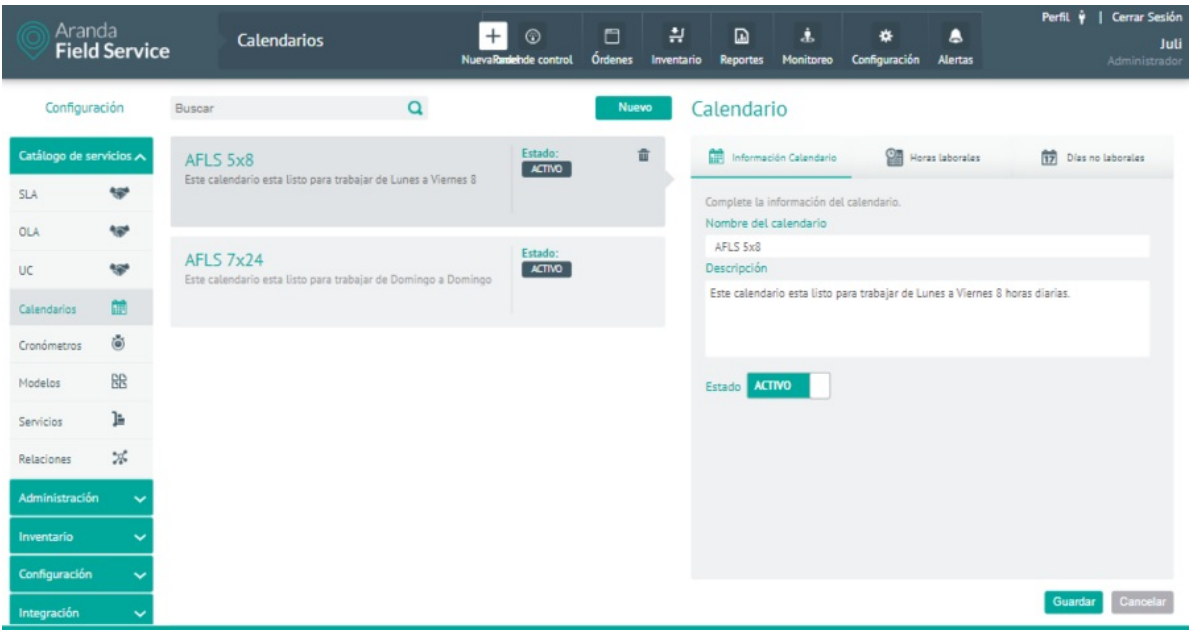 Aranda
Field Service
Calendarios
Perfil | Cerrar Sesión
Juli
Administrador
Órdenes
Inventario
Reportes
Monitoreo
Configuración
Alertas
Configuración
Buscar
Nuevo
Calendario
Catálogo de servicios
SLA
OLA
UC
Calendarios
Cronómetros
Modelos
Servicios
Relaciones
Administración
Inventario
Configuración
Integración
AFLS 5x8
Este calendario esta listo para trabajar de Lunes a Viernes 8
Estado:
ACTIVO
AFLS 7x24
Este calendario esta listo para trabajar de Domingo a Domingo
Estado:
ACTIVO
Información Calendario
Horas laborales
Días no laborales
Complete la información del calendario.
Nombre del calendario
AFLS 5x8
Descripción
Este calendario esta listo para trabajar de Lunes a Viernes 8 horas diarias.
Estado ACTIVO
Guardar
Cancelar